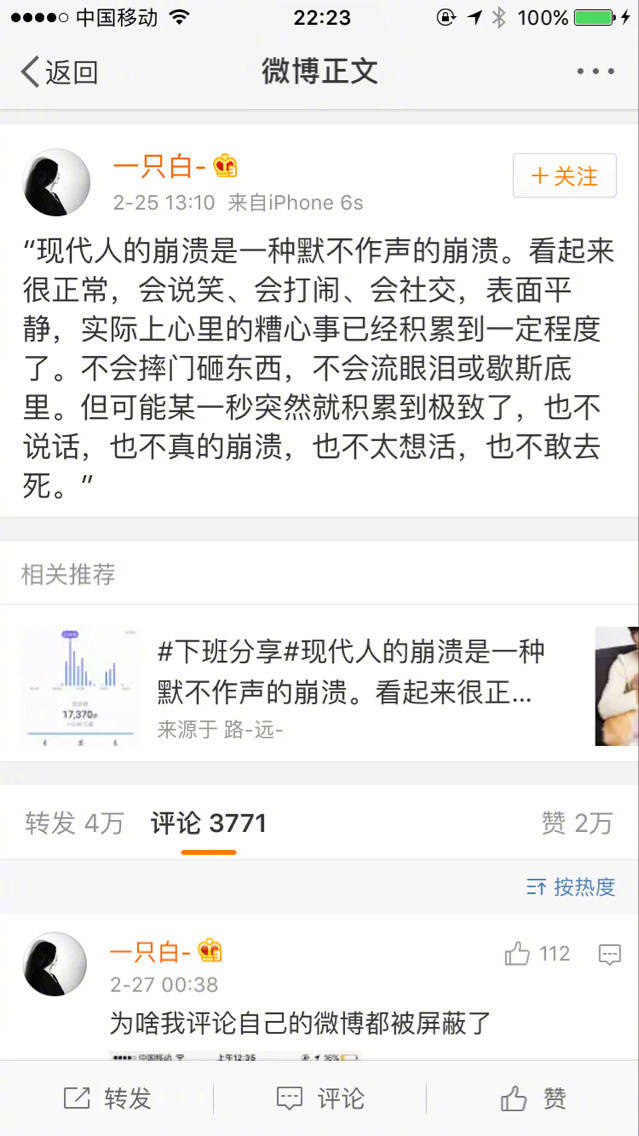 中国移动 22:23 100%
返回 微博正文
一只白-
+关注
2-25 13:10 来自iPhone 6s
“现代人的崩溃是一种默不作声的崩溃。看起来
很正常，会说笑、会打闹、会社交，表面平
静，实际上心里的糟心事已经积累到一定程度
了。不会摔门砸东西，不会流眼泪或歇斯底
里。但可能某一秒突然就积累到极致了，也不
说话，也不真的崩溃，也不太想活，也不敢去
死。”
相关推荐
17,370
#下班分享#现代人的崩溃是一种
默不作声的崩溃。看起来很正...
来源于 路-远-
转发 4万 评论 3771 赞 2万
按热度
一只白-
112
2-27 00:38
为啥我评论自己的微博都被屏蔽了
中国移动 上午12:35 16%
转发 评论 赞